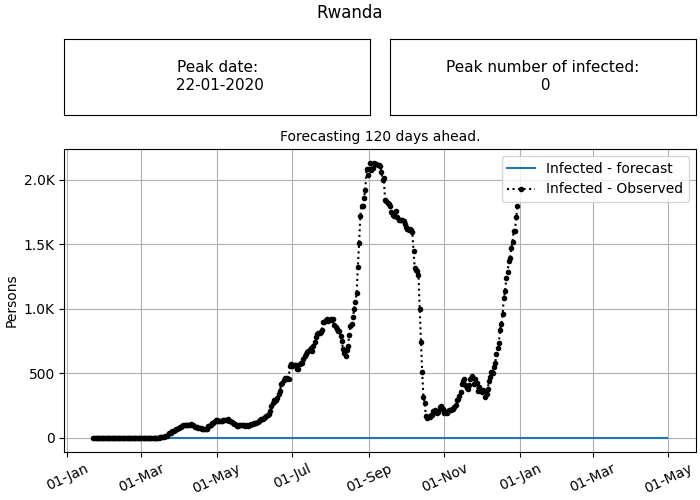 Rwanda
Peak date:
22-01-2020
Peak number of infected:
0
Forecasting 120 days ahead.
Infected - forecast
Infected - Observed
Persons
2.0K
1.5K
1.0K
500
0
01-Jan
01-Mar
01-May
01-Jul
01-Sep
01-Nov
01-Jan
01-Mar
01-May